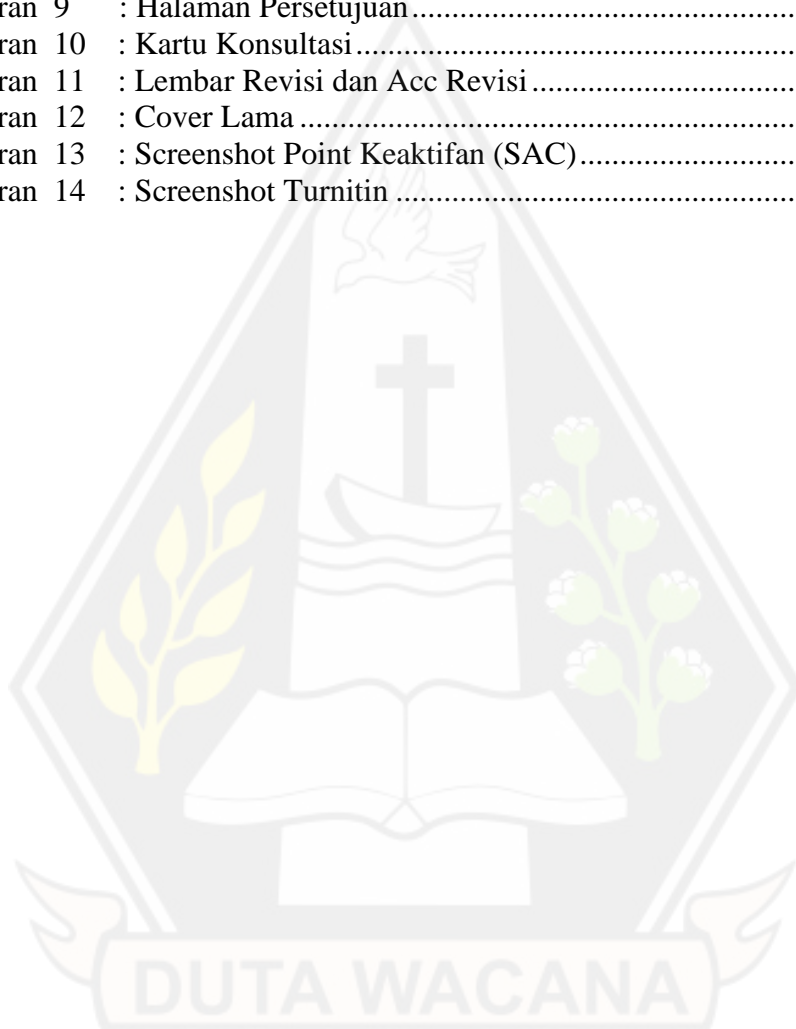 ran 9 : Halaman Persetujuan....................................................
ran 10 : Kartu Konsultasi...........................................................
ran 11 : Lembar Revisi dan Acc Revisi.....................................
ran 12 : Cover Lama .................................................................
ran 13 : Screenshot Point Keaktifan (SAC)..............................
ran 14 : Screenshot Turnitin ......................................................
DUTA WACANA